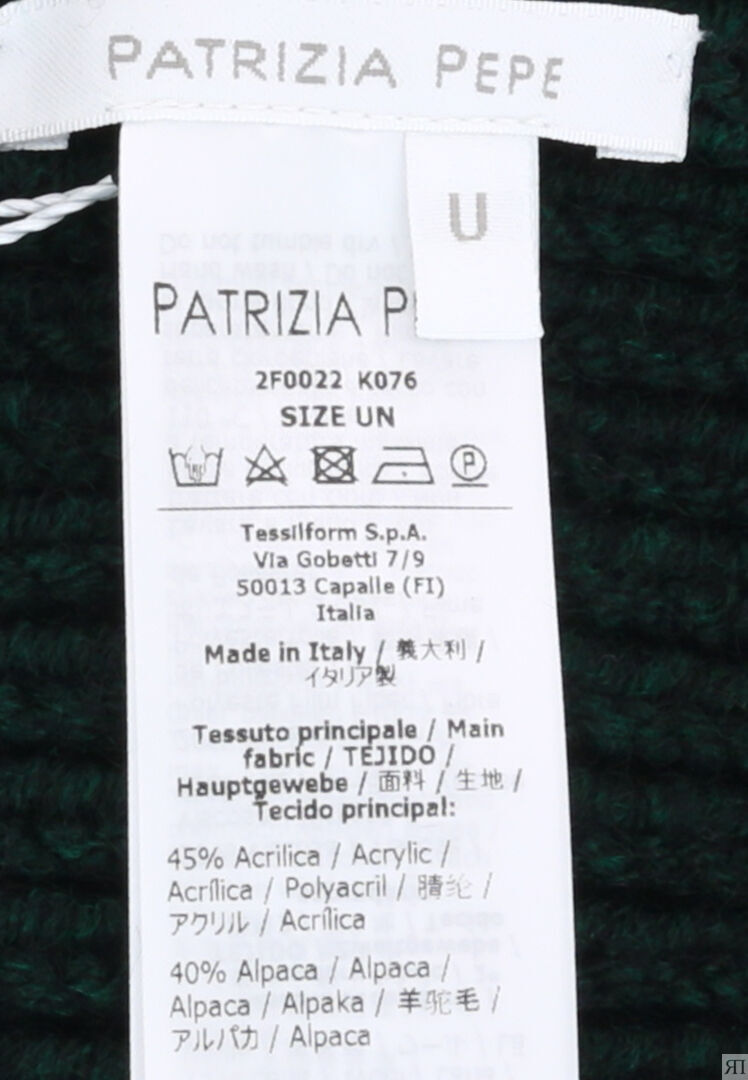 PATRIZIA PEPE
U
PATRIZIA P
2F0022 K076
SIZE UN
P
Tessilform S.p.A.
Via Gobetti 7/9
50013 Capalle (FI)
Italia
Made in Italy / 義大利 /
イタリア製
Tessuto principale / Main
fabric / TEJIDO /
Hauptgewebe / 面料 / 生地 /
Tecido principal:
45% Acrilica / Acrylic /
Acrílica / Polyacril / 腈纶 /
アクリル / Acrílica
40% Alpaca / Alpaca /
Alpaca / Alpaka / 羊驼毛 /
アルパカ / Alpaca